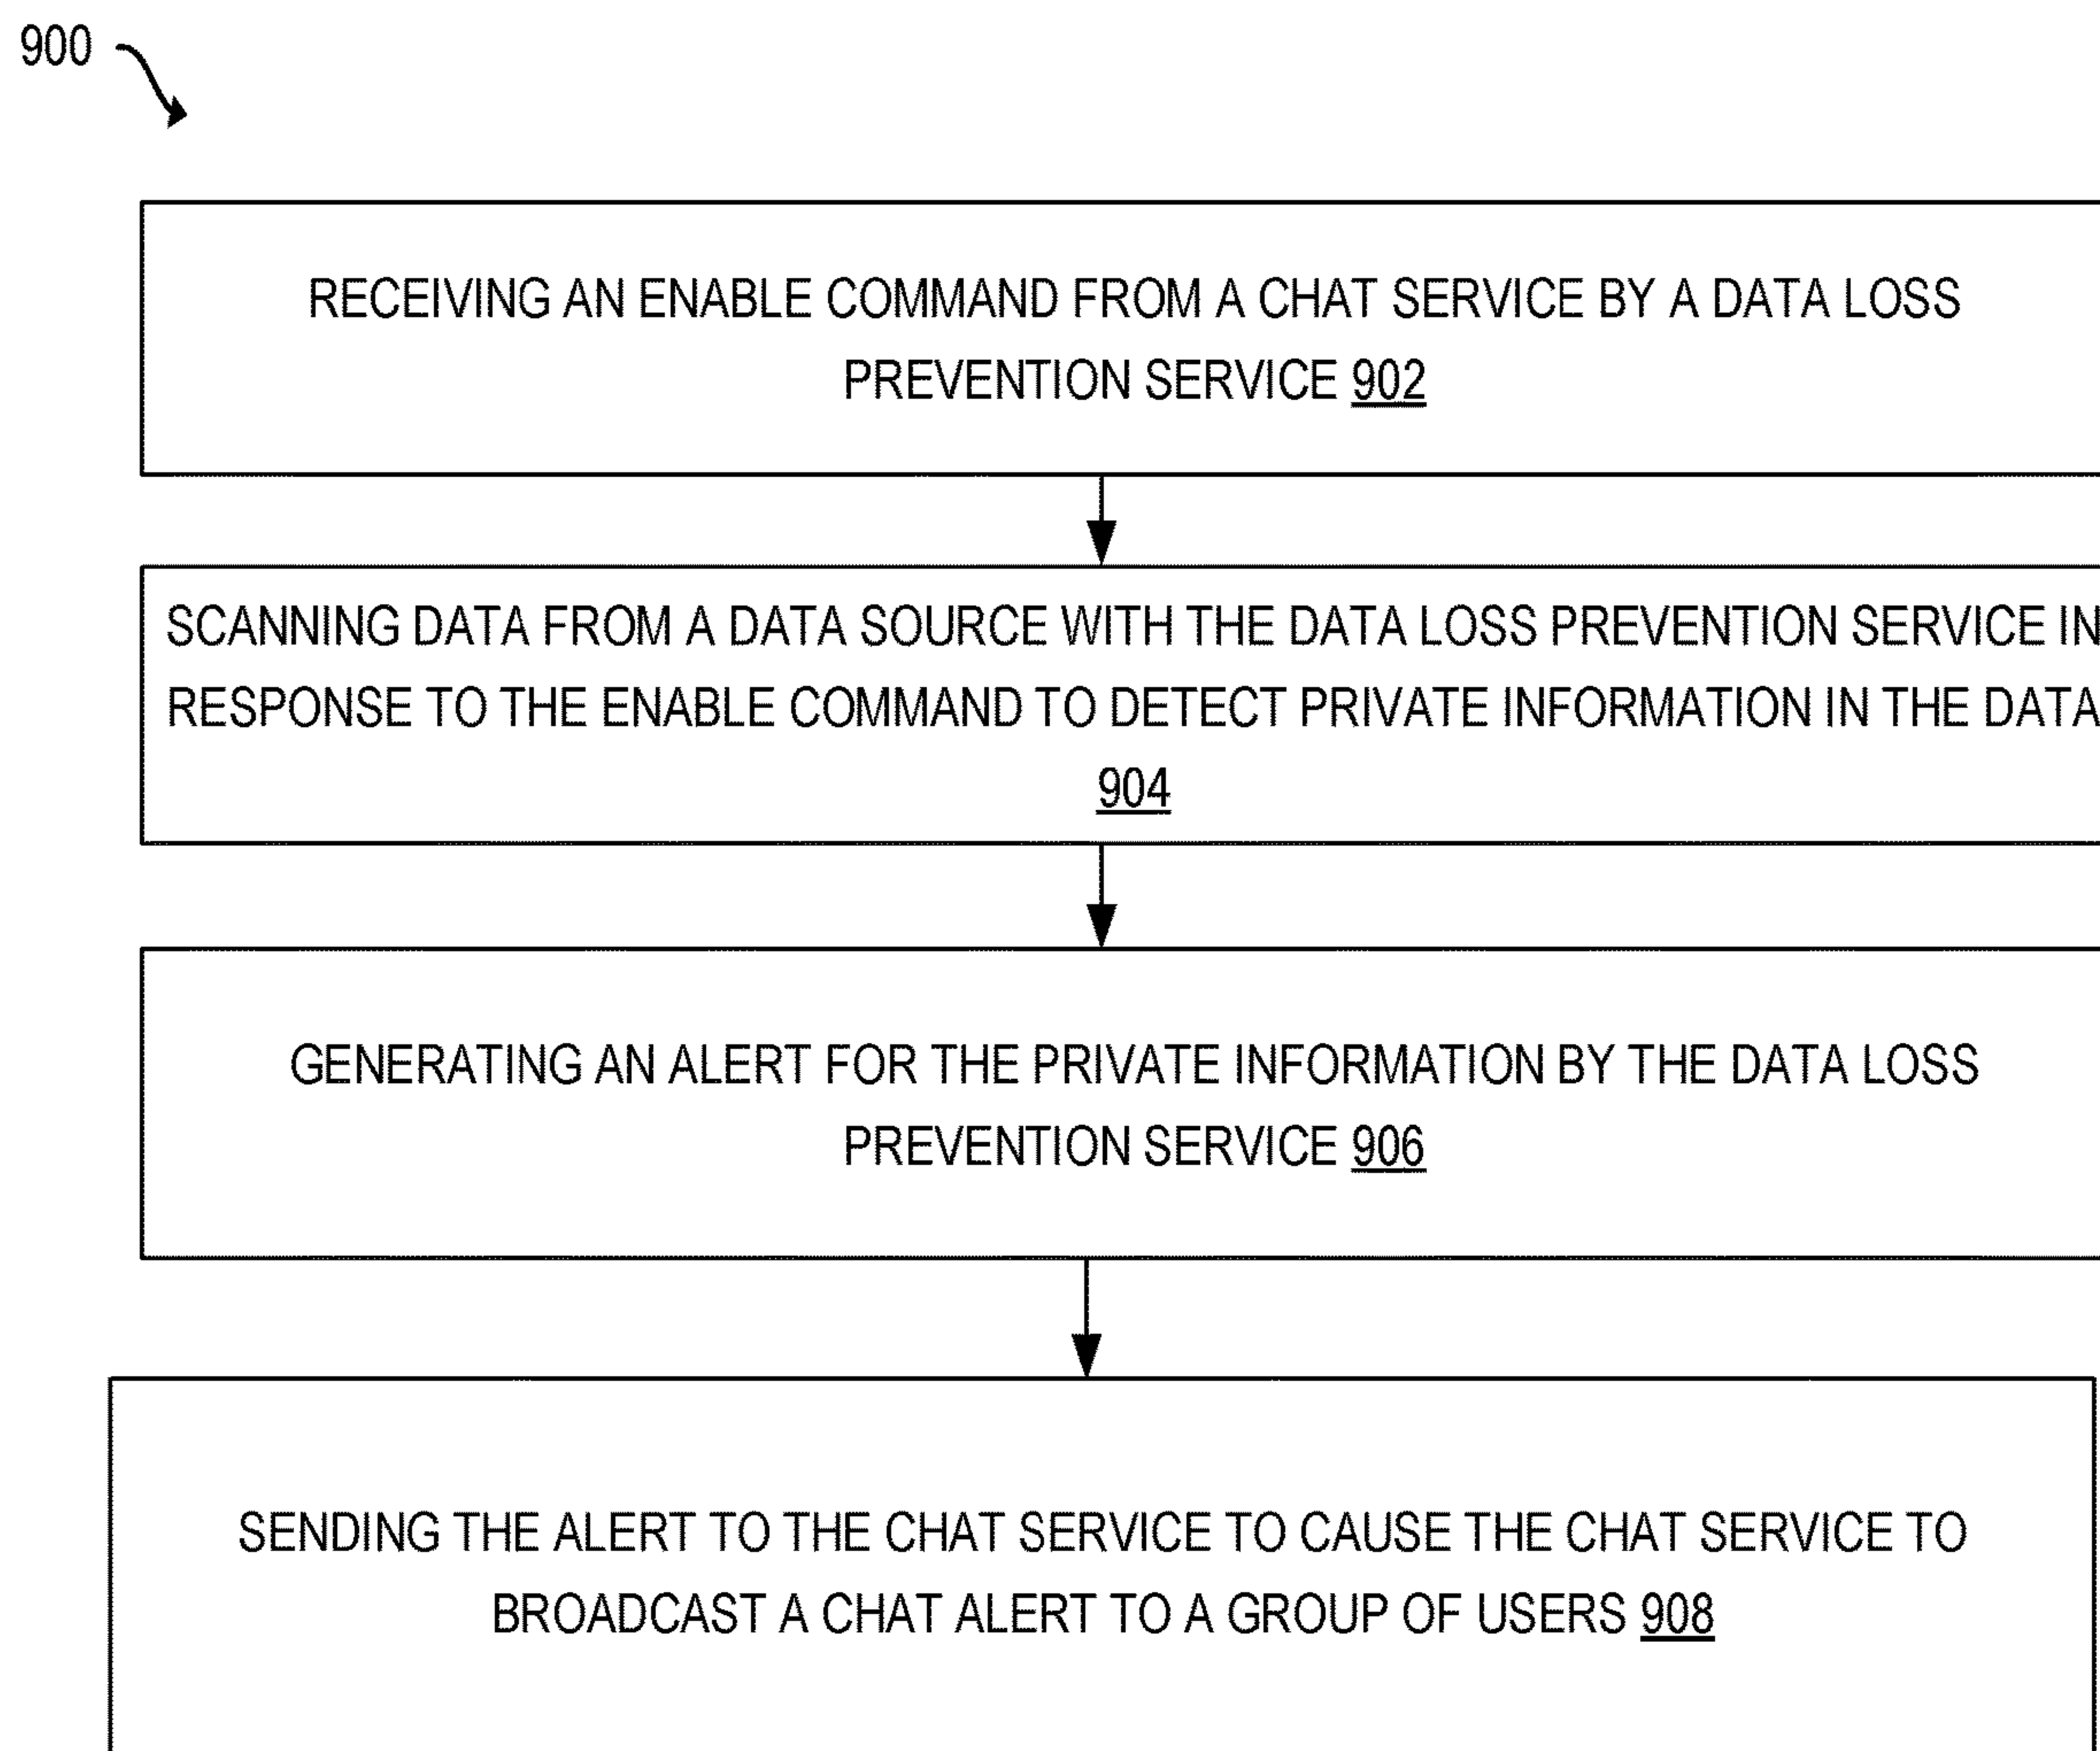 900
RECEIVING AN ENABLE COMMAND FROM A CHAT SERVICE BY A DATA LOSS
PREVENTION SERVICE 902
SCANNING DATA FROM A DATA SOURCE WITH THE DATA LOSS PREVENTION SERVICE IN
RESPONSE TO THE ENABLE COMMAND TO DETECT PRIVATE INFORMATION IN THE DATA
904
GENERATING AN ALERT FOR THE PRIVATE INFORMATION BY THE DATA LOSS
PREVENTION SERVICE 906
SENDING THE ALERT TO THE CHAT SERVICE TO CAUSE THE CHAT SERVICE TO
BROADCAST A CHAT ALERT TO A GROUP OF USERS 908